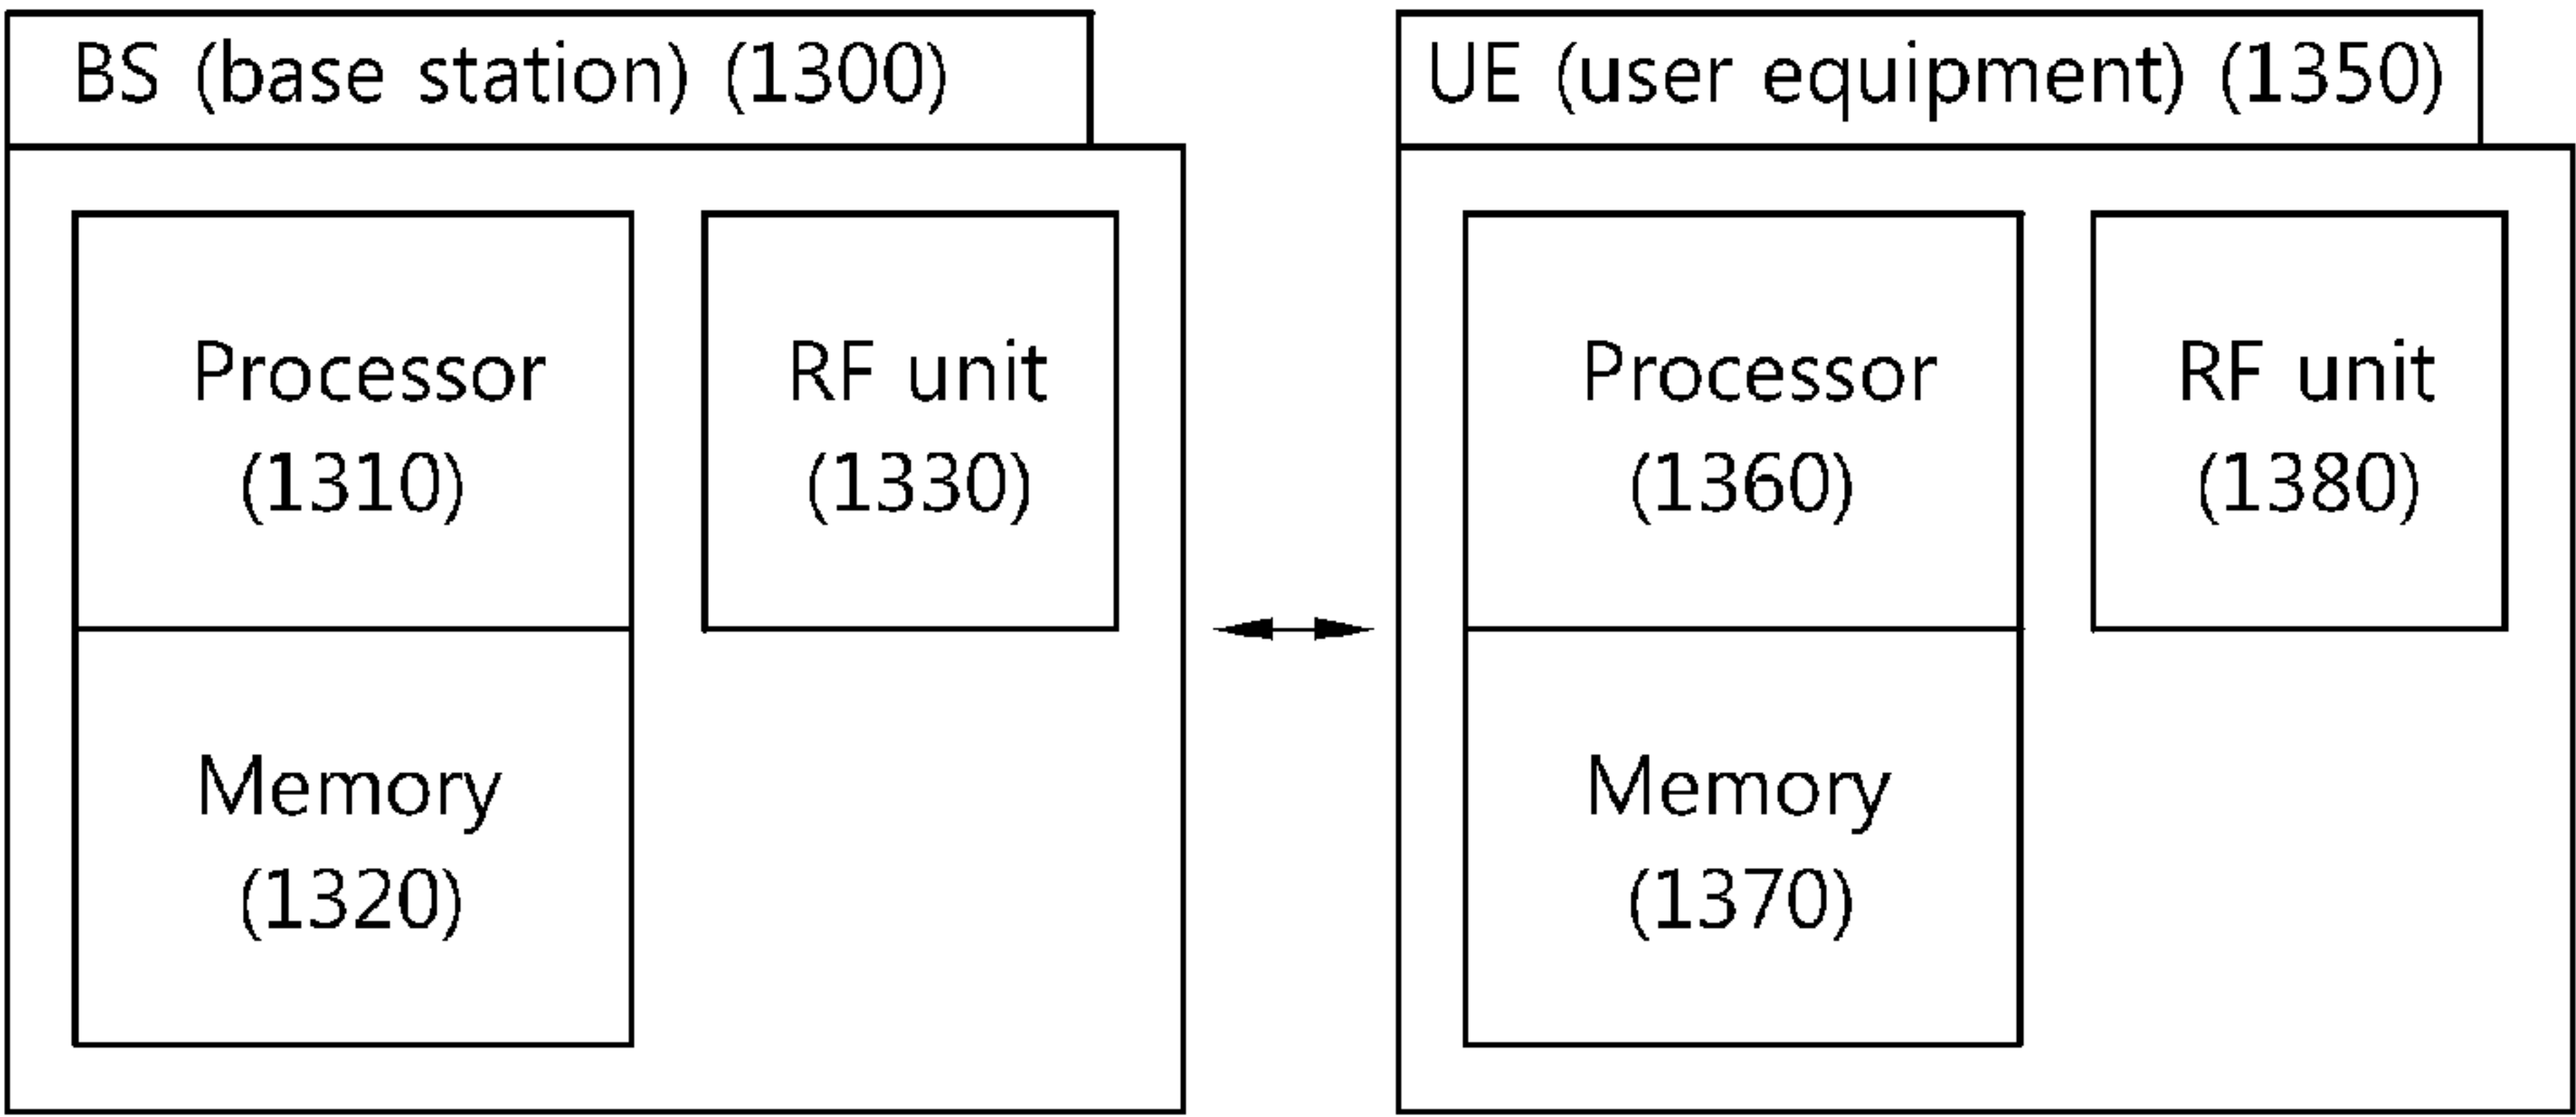 BS (base station) (1300)
Processor
(1310)
RF unit
(1330)
Memory
(1320)
UE (user equipment) (1350)
Processor
(1360)
RF unit
(1380)
Memory
(1370)